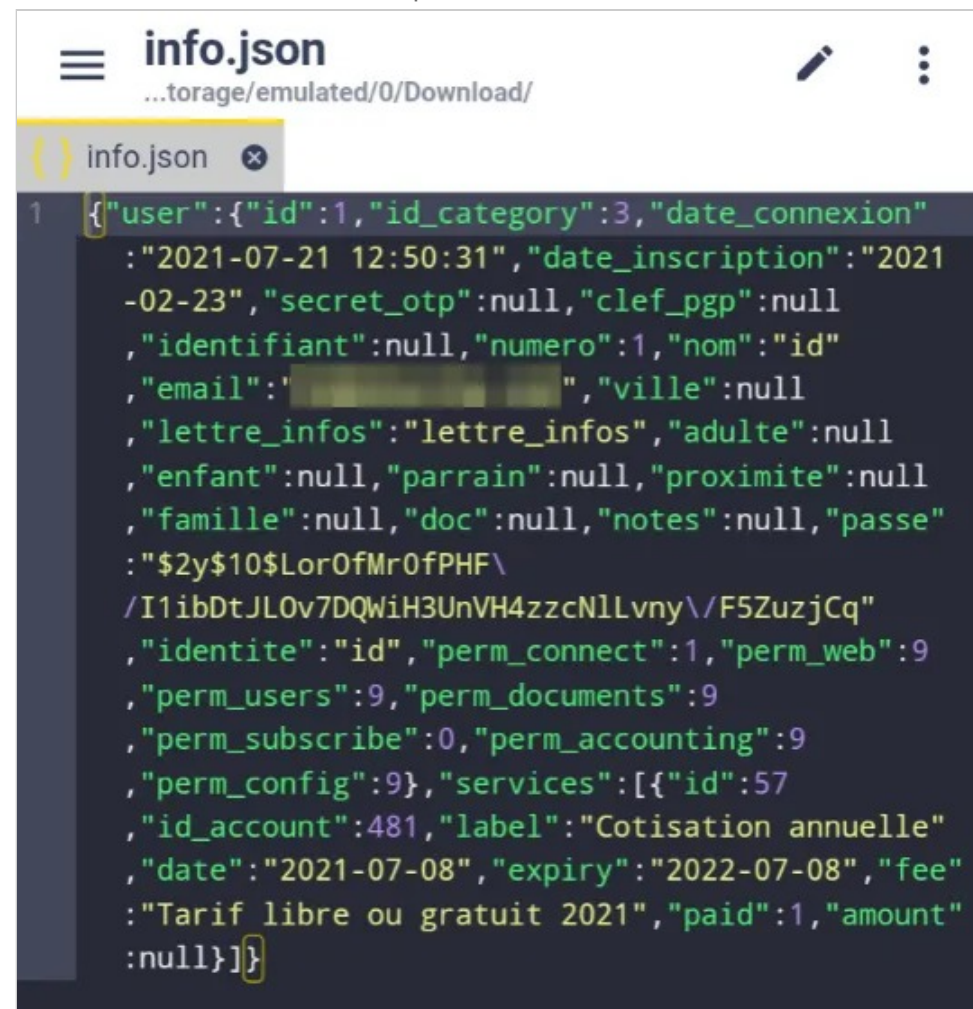 info.json
...torage/emulated/0/Download/
{ } info.json
1 {"user":{"id":1,"id_category":3,"date_connexion"
:"2021-07-21 12:50:31","date_inscription":"2021
-02-23","secret_otp":null,"clef_pgp":null
,"identifiant":null,"numero":1,"nom":"id"
,"email":" ","ville":null
,"lettre_infos":"lettre_infos","adulte":null
,"enfant":null,"parrain":null,"proximite":null
,"famille":null,"doc":null,"notes":null,"passe"
:"$2y$10$LorOfMr0fPHF\
/I1ibDtJLOv7DQWiH3UnVH4zzcNlLvny\/F5ZuzjCq"
,"identite":"id","perm_connect":1,"perm_web":9
,"perm_users":9,"perm_documents":9
,"perm_subscribe":0,"perm_accounting":9
,"perm_config":9},"services":[{"id":57
,"id_account":481,"label":"Cotisation annuelle"
,"date":"2021-07-08","expiry":"2022-07-08","fee"
:"Tarif libre ou gratuit 2021","paid":1,"amount"
:null}]}